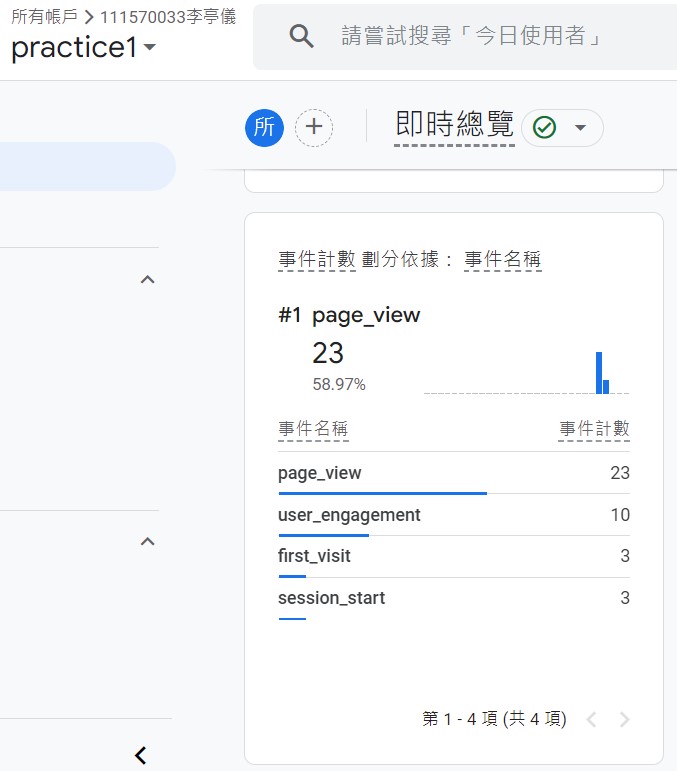 所有帳戶 > 111570033李亭儀
practice1
請嘗試搜尋「今日使用者」
所 + 即時總覽
事件計數 劃分依據： 事件名稱
#1 page_view
23
58.97%
事件名稱 事件計數
page_view 23
user_engagement 10
first_visit 3
session_start 3
第 1 - 4 項 (共 4 項)